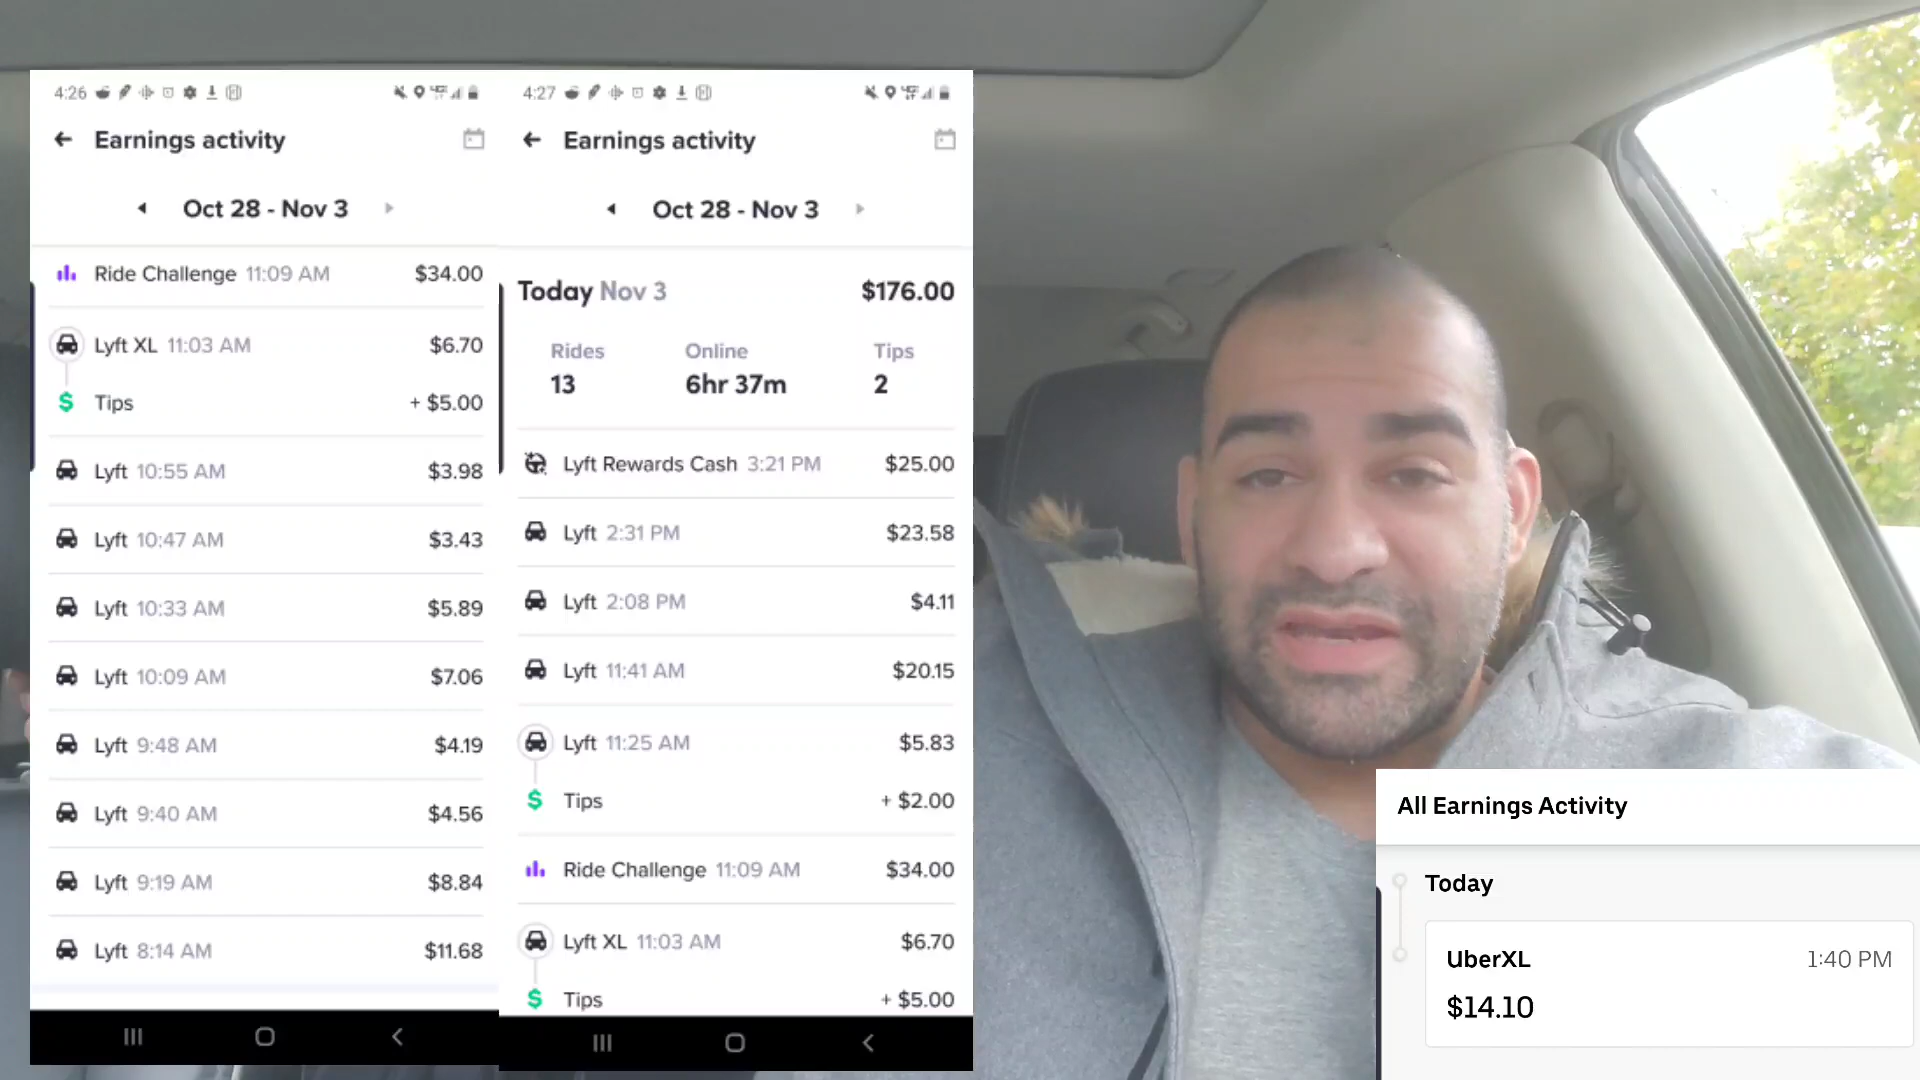 4:26
Earnings activity
Oct 28 - Nov 3
Ride Challenge 11:09 AM $34.00
Lyft XL 11:03 AM $6.70
Tips + $5.00
Lyft 10:55 AM $3.98
Lyft 10:47 AM $3.43
Lyft 10:33 AM $5.89
Lyft 10:09 AM $7.06
Lyft 9:48 AM $4.19
Lyft 9:40 AM $4.56
Lyft 9:19 AM $8.84
Lyft 8:14 AM $11.68
4:27
Earnings activity
Oct 28 - Nov 3
Today Nov 3 $176.00
Rides Online Tips
13 6hr 37m 2
Lyft Rewards Cash 3:21 PM $25.00
Lyft 2:31 PM $23.58
Lyft 2:08 PM $4.11
Lyft 11:41 AM $20.15
Lyft 11:25 AM $5.83
Tips + $2.00
Ride Challenge 11:09 AM $34.00
Lyft XL 11:03 AM $6.70
Tips + $5.00
All Earnings Activity
Today
UberXL 1:40 PM
$14.10